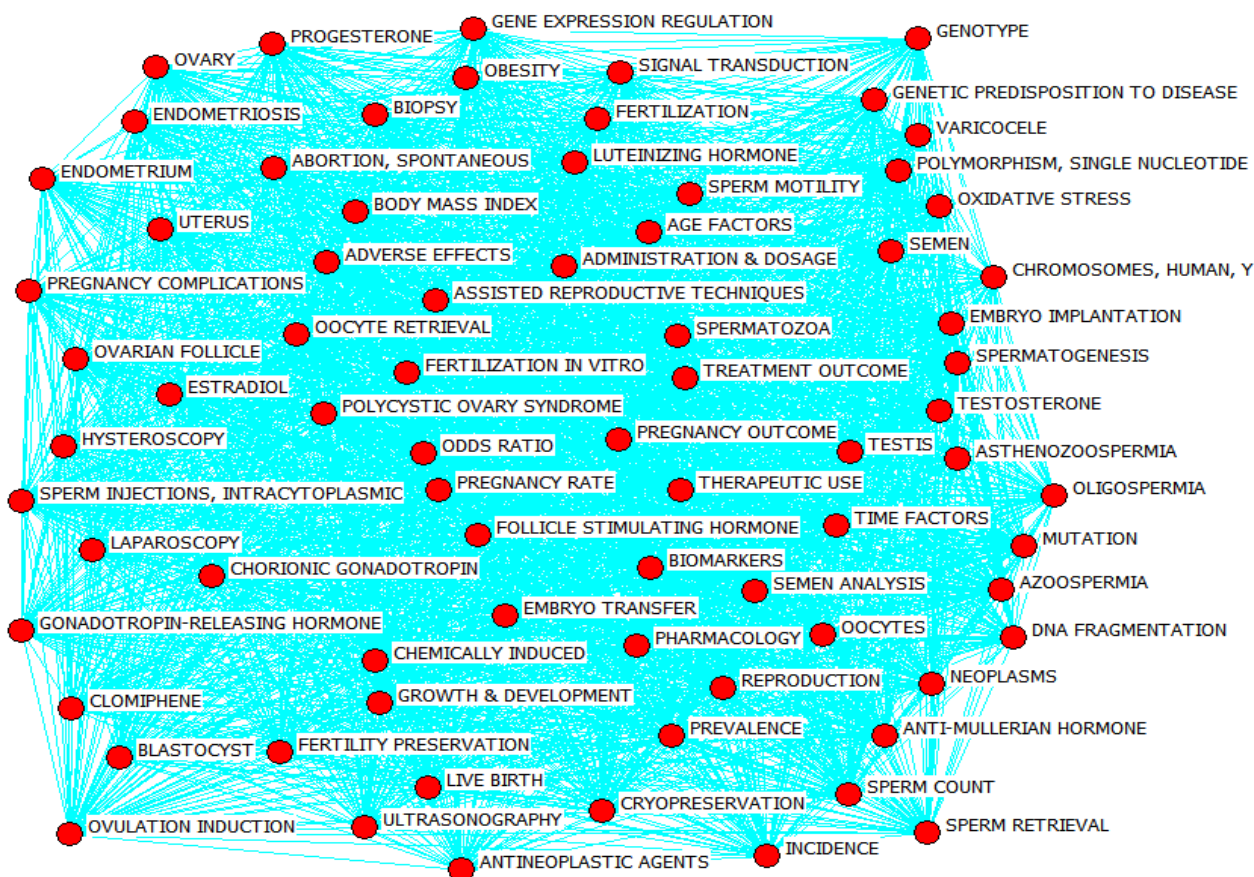 GENE EXPRESSION REGULATION
PROGESTERONE
GENOTYPE
OVARY
OBESITY
SIGNAL TRANSDUCTION
GENETIC PREDISPOSITION TO DISEASE
BIOPSY
FERTILIZATION
ENDOMETRIOSIS
VARICOCELE
ABORTION, SPONTANEOUS
LUTEINIZING HORMONE
POLYMORPHISM, SINGLE NUCLEOTIDE
ENDOMETRIUM
SPERM MOTILITY
OXIDATIVE STRESS
BODY MASS INDEX
UTERUS
AGE FACTORS
SEMEN
ADVERSE EFFECTS
ADMINISTRATION & DOSAGE
CHROMOSOMES, HUMAN, Y
PREGNANCY COMPLICATIONS
ASSISTED REPRODUCTIVE TECHNIQUES
EMBRYO IMPLANTATION
OOCYTE RETRIEVAL
SPERMATOZOA
OVARIAN FOLLICLE
SPERMATOGENESIS
FERTILIZATION IN VITRO
TREATMENT OUTCOME
ESTRADIOL
POLYCYSTIC OVARY SYNDROME
TESTOSTERONE
HYSTEROSCOPY
ODDS RATIO
PREGNANCY OUTCOME
TESTIS
ASTHENOZOOSPERMIA
SPERM INJECTIONS, INTRACYTOPLASMIC
PREGNANCY RATE
THERAPEUTIC USE
OLIGOSPERMIA
FOLLICLE STIMULATING HORMONE
TIME FACTORS
LAPAROSCOPY
MUTATION
CHORIONIC GONADOTROPIN
BIOMARKERS
SEMEN ANALYSIS
AZOOSPERMIA
EMBRYO TRANSFER
GONADOTROPIN-RELEASING HORMONE
PHARMACOLOGY
OOCYTES
DNA FRAGMENTATION
CHEMICALLY INDUCED
REPRODUCTION
NEOPLASMS
CLOMIPHENE
GROWTH & DEVELOPMENT
PREVALENCE
ANTI-MULLERIAN HORMONE
BLASTOCYST
FERTILITY PRESERVATION
LIVE BIRTH
SPERM COUNT
CRYOPRESERVATION
OVULATION INDUCTION
ULTRASONOGRAPHY
SPERM RETRIEVAL
ANTINEOPLASTIC AGENTS
INCIDENCE